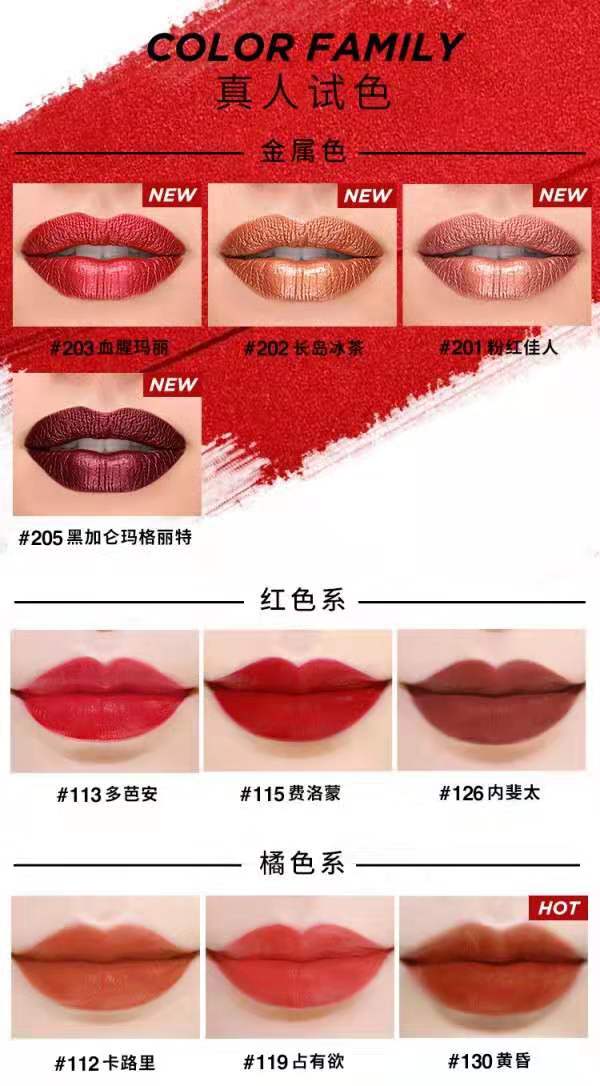 COLOR FAMILY
真人试色
金属色
NEW
NEW
NEW
#203 血腥玛丽
#202 长岛冰茶
#201 粉红佳人
NEW
#205 黑加仑玛格丽特
红色系
#113 多芭安
#115 费洛蒙
#126 内斐太
橘色系
HOT
#112 卡路里
#119 占有欲
#130 黄昏